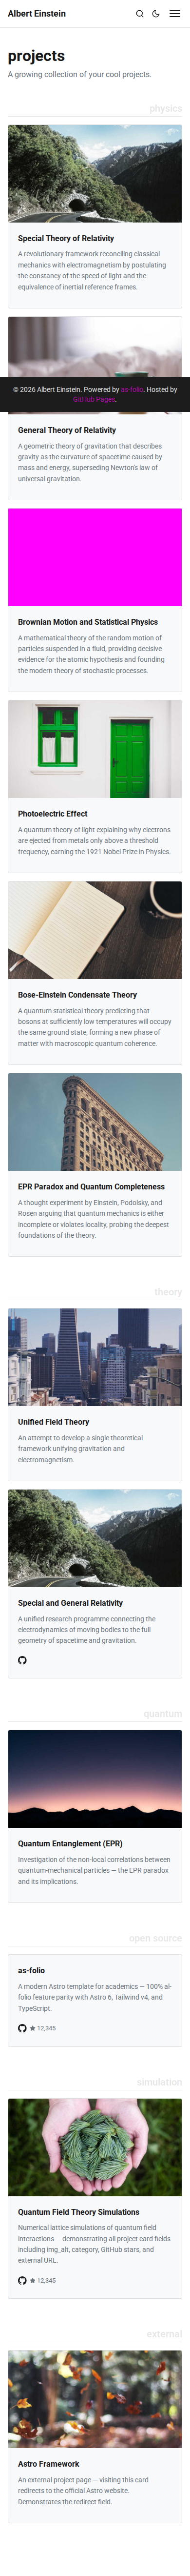 Albert Einstein
projects
A growing collection of your cool projects.
physics
Special Theory of Relativity
A revolutionary framework reconciling classical
mechanics with electromagnetism by postulating
the constancy of the speed of light and the
equivalence of inertial reference frames.
© 2026 Albert Einstein. Powered by as-folio. Hosted by
GitHub Pages.
General Theory of Relativity
A geometric theory of gravitation that describes
gravity as the curvature of spacetime caused by
mass and energy, superseding Newton's law of
universal gravitation.
Brownian Motion and Statistical Physics
A mathematical theory of the random motion of
particles suspended in a fluid, providing decisive
evidence for the atomic hypothesis and founding
the modern theory of stochastic processes.
Photoelectric Effect
A quantum theory of light explaining why electrons
are ejected from metals only above a threshold
frequency, earning the 1921 Nobel Prize in Physics.
Bose-Einstein Condensate Theory
A quantum statistical theory predicting that
bosons at sufficiently low temperatures will occupy
the same ground state, forming a new phase of
matter with macroscopic quantum coherence.
EPR Paradox and Quantum Completeness
A thought experiment by Einstein, Podolsky, and
Rosen arguing that quantum mechanics is either
incomplete or violates locality, probing the deepest
foundations of the theory.
theory
Unified Field Theory
An attempt to develop a single theoretical
framework unifying gravitation and
electromagnetism.
Special and General Relativity
A unified research programme connecting the
electrodynamics of moving bodies to the full
geometry of spacetime and gravitation.
quantum
Quantum Entanglement (EPR)
Investigation of the non-local correlations between
quantum-mechanical particles — the EPR paradox
and its implications.
open source
as-folio
A modern Astro template for academics — 100% al-
folio feature parity with Astro 6, Tailwind v4, and
TypeScript.
12,345
simulation
Quantum Field Theory Simulations
Numerical lattice simulations of quantum field
interactions — demonstrating all project card fields
including img_alt, category, GitHub stars, and
external URL.
12,345
external
Astro Framework
An external project page — visiting this card
redirects to the official Astro website.
Demonstrates the redirect field.